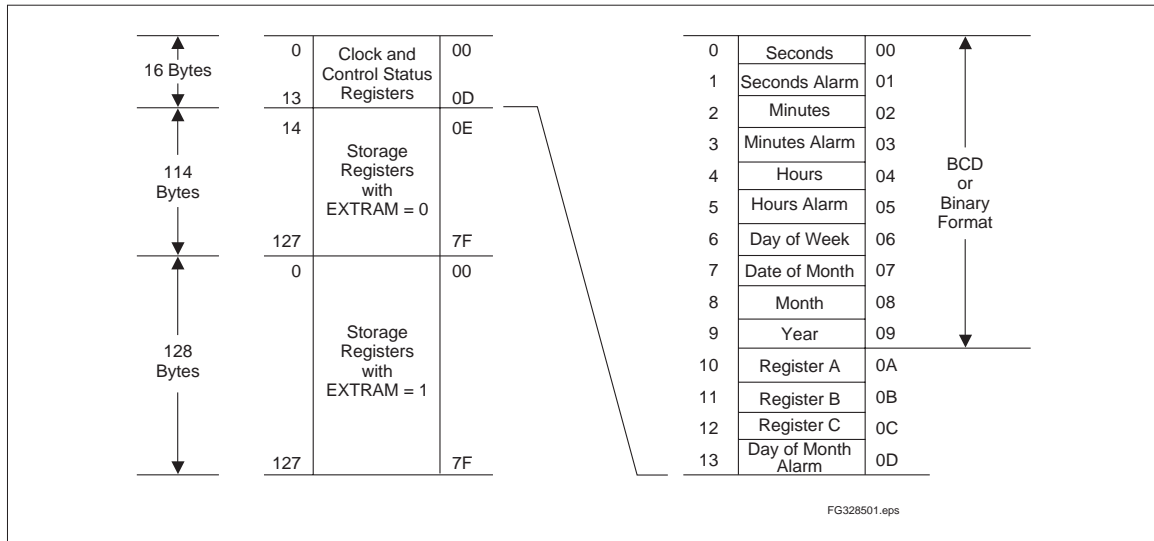 16 Bytes
114
Bytes
128
Bytes
0
Clock and
Control Status
Registers
00
13
0D
14
0E
Storage
Registers
with
EXTRAM = 0
127
7F
0
00
Storage
Registers
with
EXTRAM = 1
127
7F
0 Seconds 00
1 Seconds Alarm 01
2 Minutes 02
3 Minutes Alarm 03
4 Hours 04
5 Hours Alarm 05
6 Day of Week 06
7 Date of Month 07
8 Month 08
9 Year 09
10 Register A 0A
11 Register B 0B
12 Register C 0C
13 Day of Month
Alarm 0D
BCD
or
Binary
Format
FG328501.eps